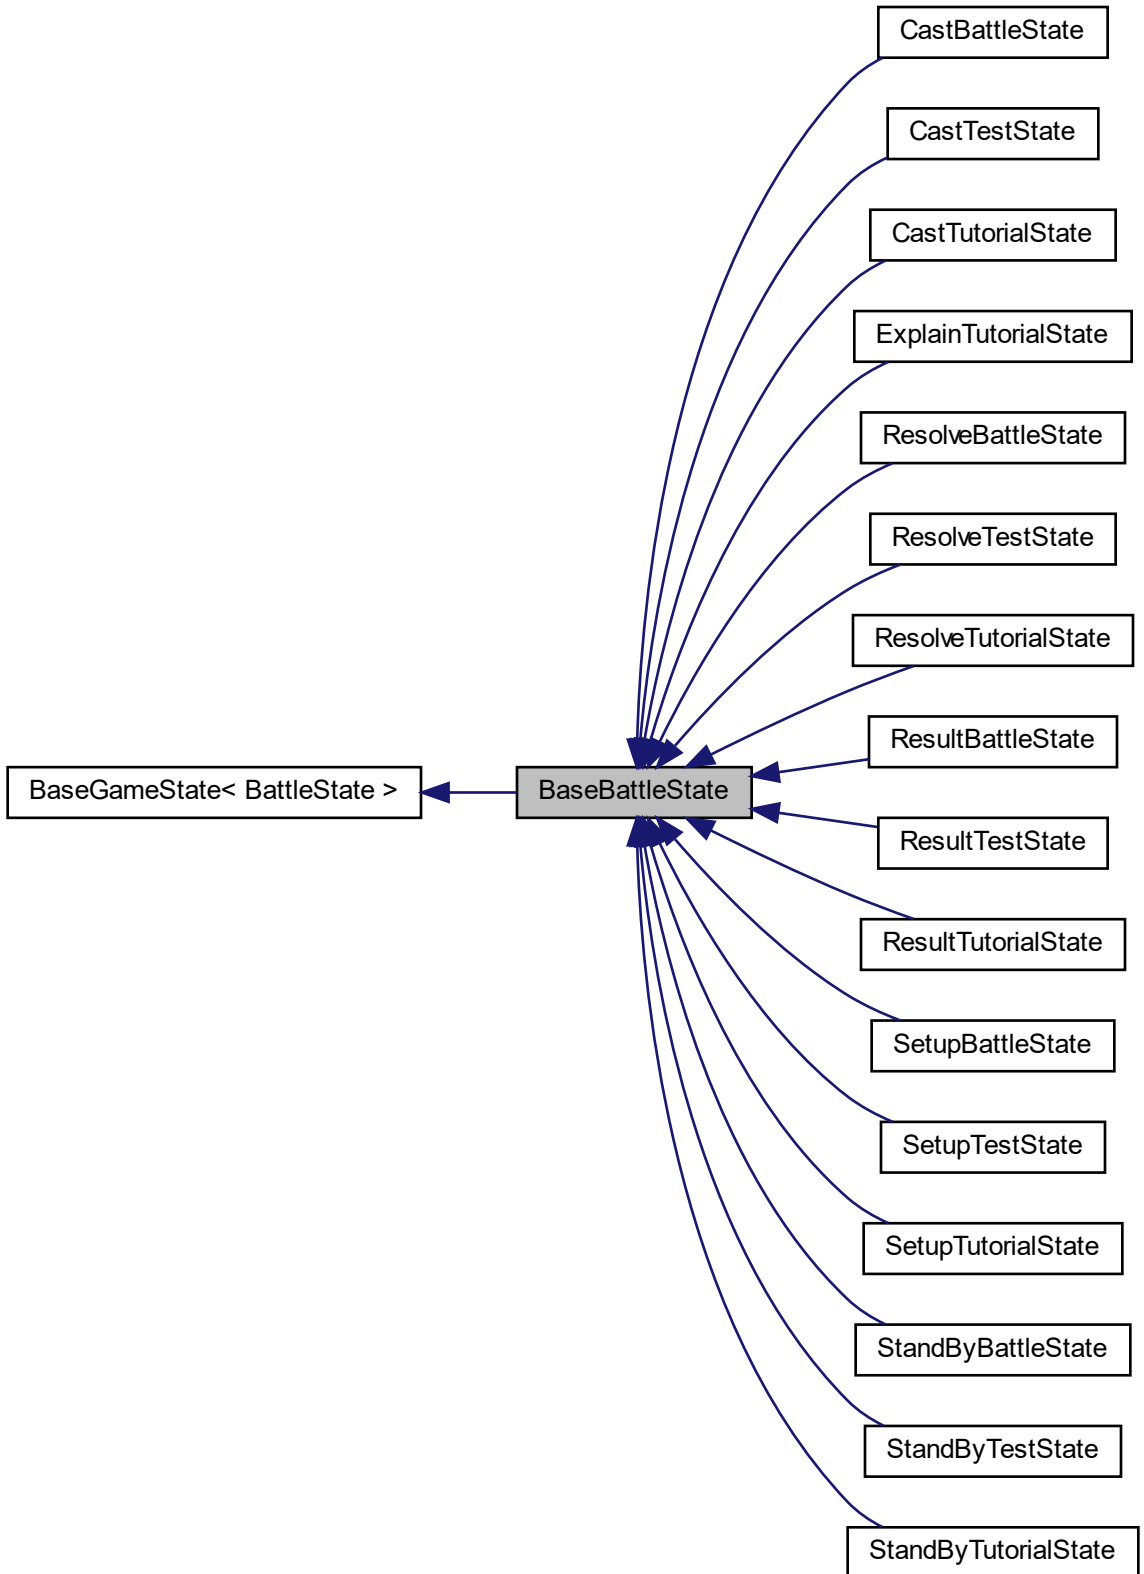 CastBattleState
CastTestState
CastTutorialState
ExplainTutorialState
ResolveBattleState
ResolveTestState
ResolveTutorialState
ResultBattleState
BaseGameState< BattleState >
BaseBattleState
ResultTestState
ResultTutorialState
SetupBattleState
SetupTestState
SetupTutorialState
StandByBattleState
StandByTestState
StandByTutorialState